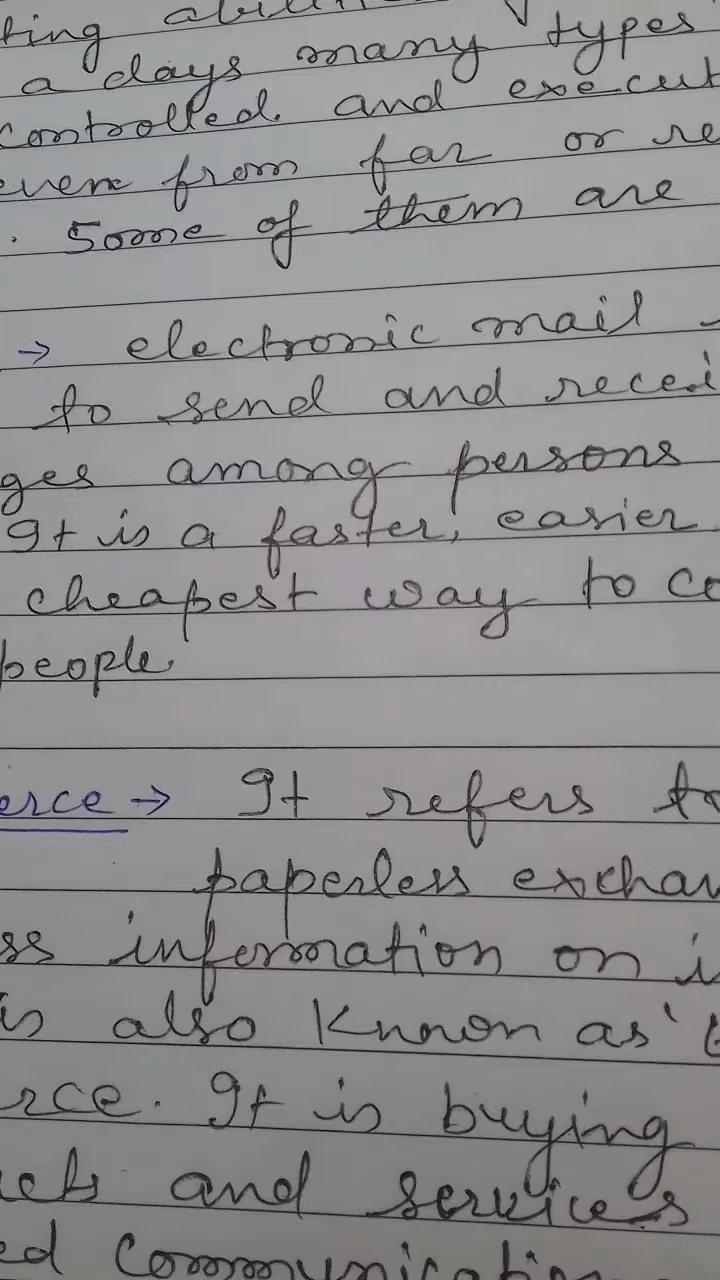 a days many types
controlled. and execut
even from far or re
. Some of them are
→ electronic mail -
to send and recei
ges among persons
It is a faster, easier
cheapest way to co
people.
erce → It refers to
paperless exchan
ss information on i
is also known as '
rce. It is buying
and services
ed communication